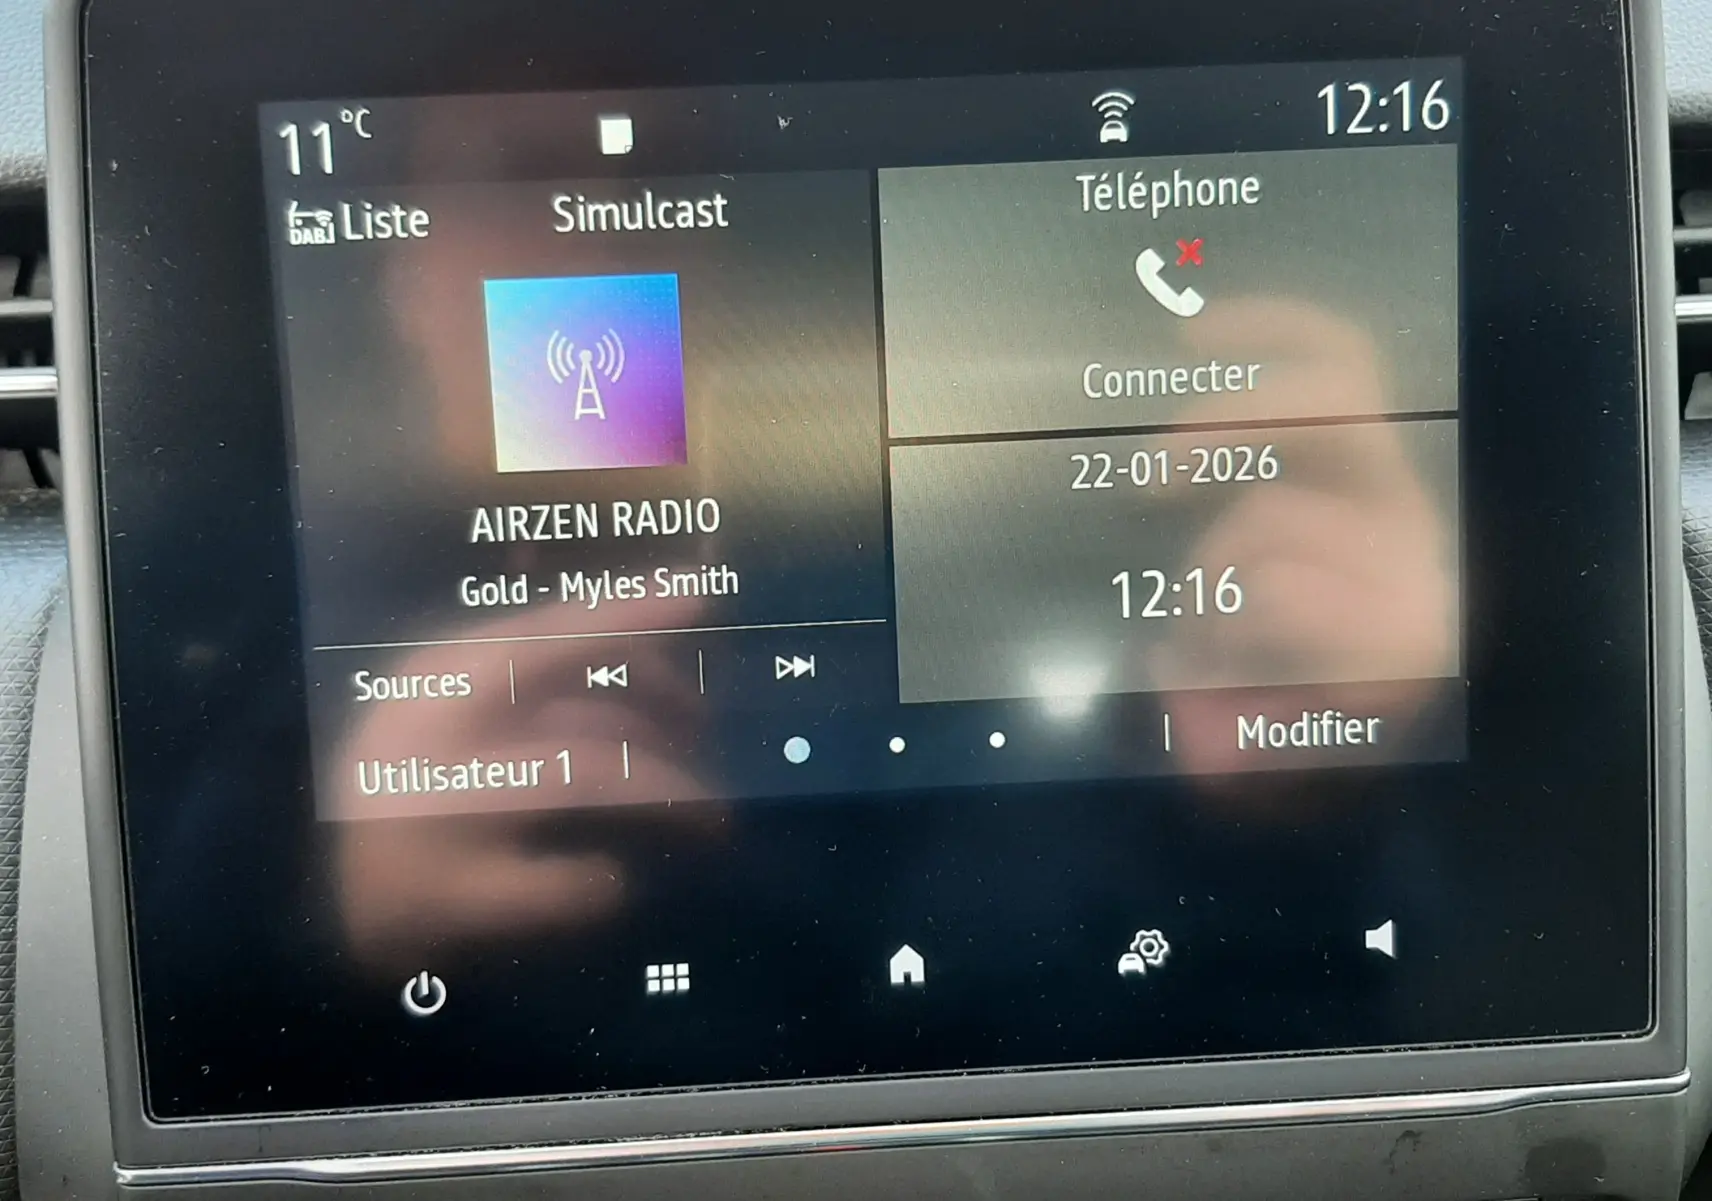 11 °C
12:16
DAB Liste
Simulcast
AIRZEN RADIO
Gold - Myles Smith
Sources
Utilisateur 1
Téléphone
Connecter
22-01-2026
12:16
Modifier